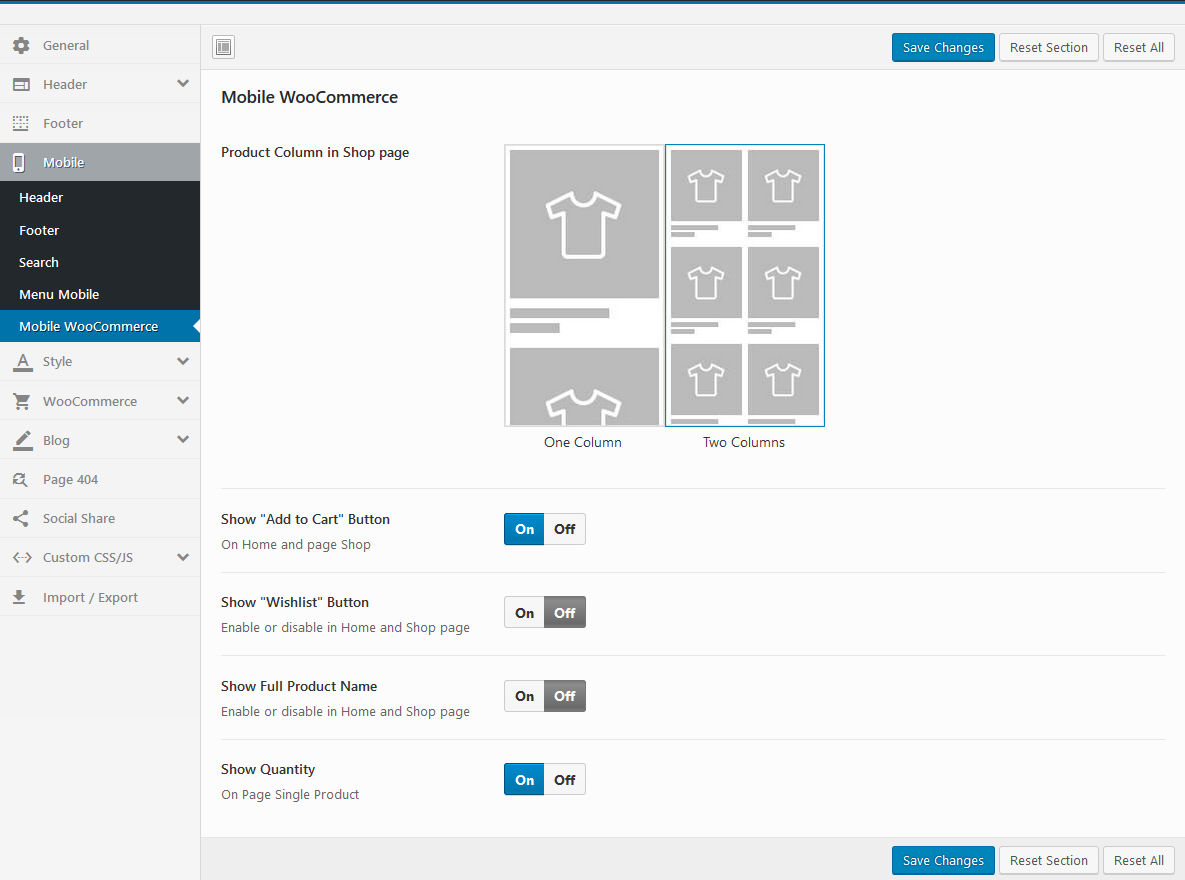 General
Header
Footer
Mobile
Header
Footer
Search
Menu Mobile
Mobile WooCommerce
Style
WooCommerce
Blog
Page 404
Social Share
Custom CSS/JS
Import / Export
Save Changes Reset Section Reset All
Mobile WooCommerce
Product Column in Shop page
One Column Two Columns
Show "Add to Cart" Button
On Home and page Shop
On Off
Show "Wishlist" Button
Enable or disable in Home and Shop page
On Off
Show Full Product Name
Enable or disable in Home and Shop page
On Off
Show Quantity
On Page Single Product
On Off
Save Changes Reset Section Reset All